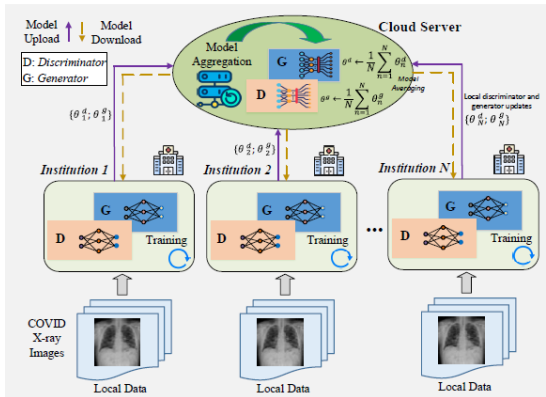 Model
Upload
Model
Download
Cloud Server
D: Discriminator
G: Generator
Model
Aggregation
G
D
θ^d ← 1/N ∑_{n=1}^{N} θ_n^d
θ^g ← 1/N ∑_{n=1}^{N} θ_n^g
Model
Averaging
Local discriminator and
generator updates
{θ_N^d; θ_N^g}
{θ_1^d; θ_1^g}
{θ_2^d; θ_2^g}
Institution 1
Institution 2
Institution N
G
D
Training
G
D
Training
...
G
D
Training
COVID
X-ray
Images
Local Data
Local Data
Local Data